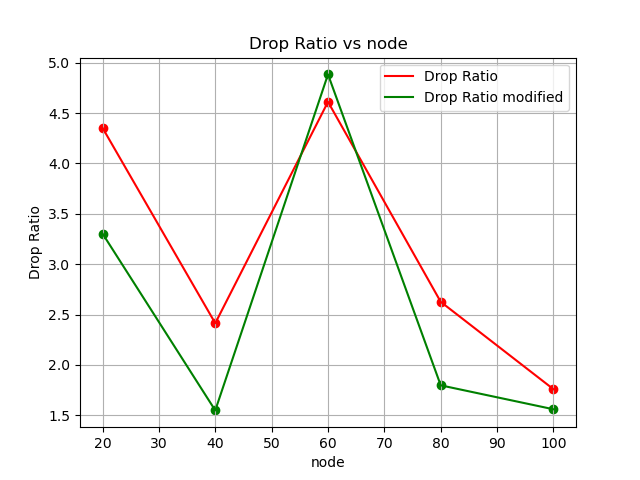 Drop Ratio vs node
Drop Ratio
Drop Ratio modified
5.0
4.5
4.0
3.5
3.0
2.5
2.0
1.5
Drop Ratio
20 30 40 50 60 70 80 90 100
node